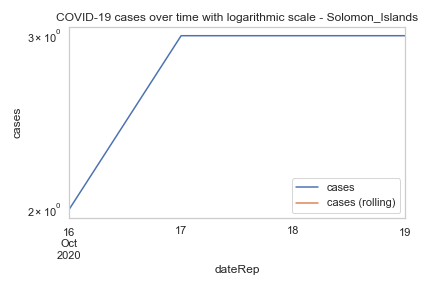 COVID-19 cases over time with logarithmic scale - Solomon_Islands
3 × 10⁰
cases
2 × 10⁰
cases
cases (rolling)
16 17 18 19
Oct
2020
dateRep